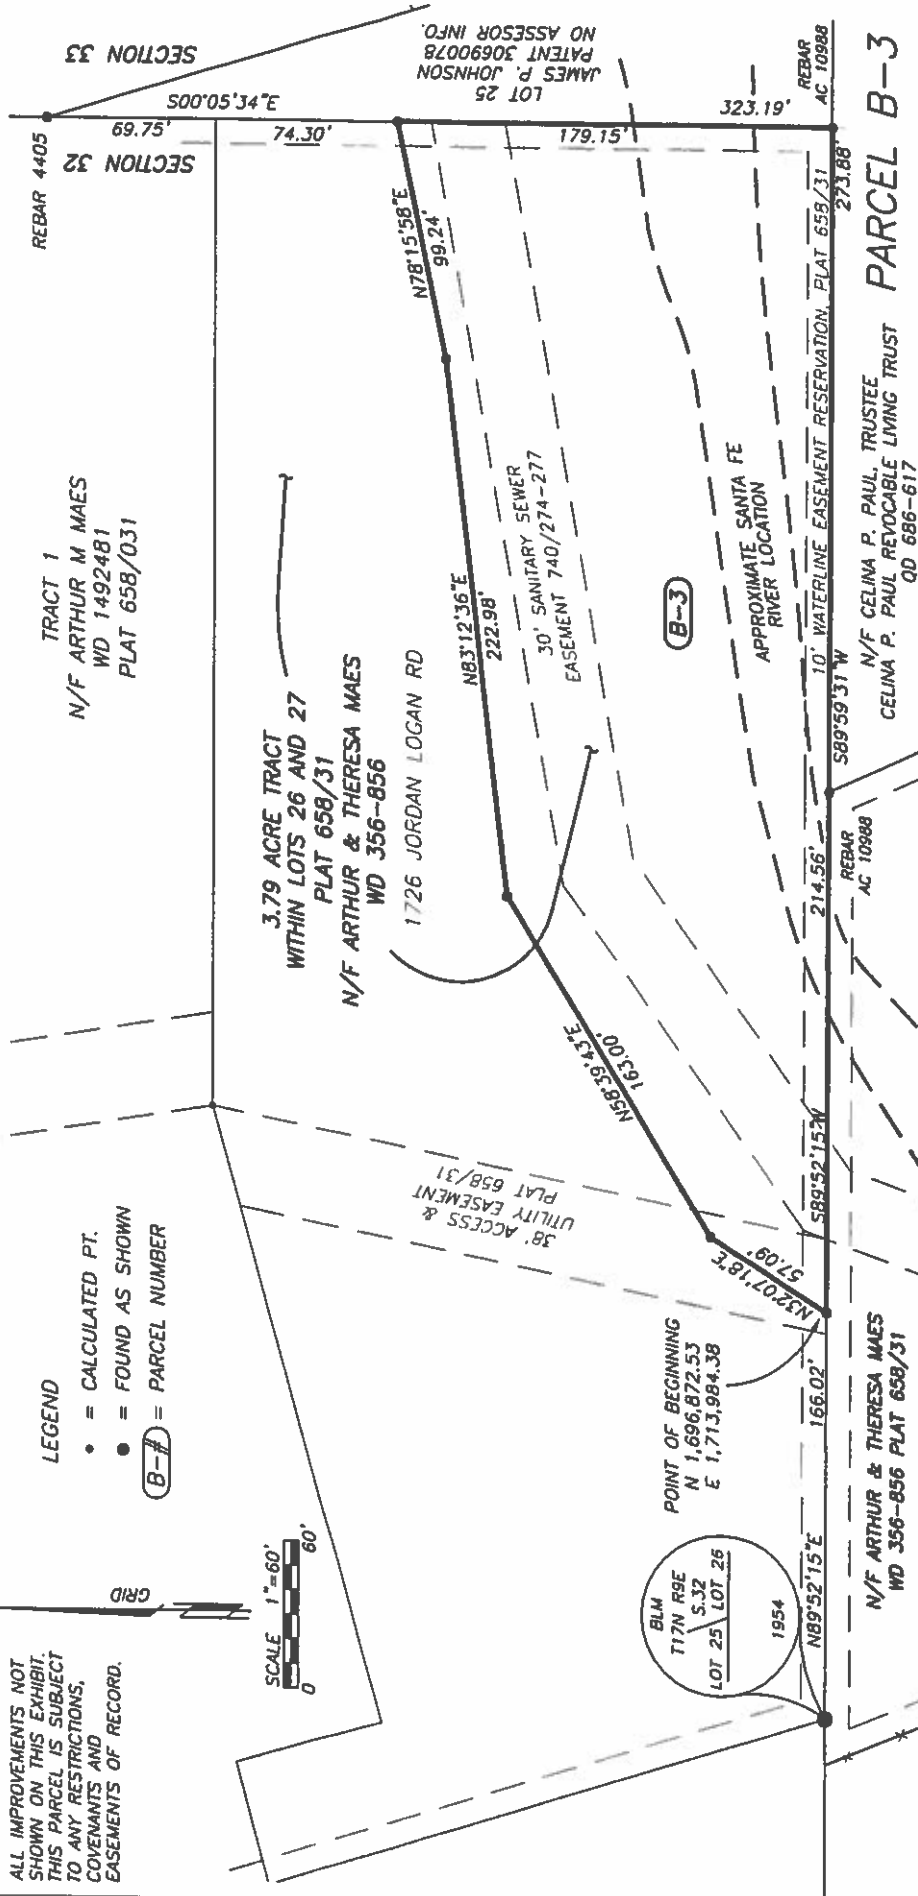 ALL IMPROVEMENTS NOT
SHOWN ON THIS EXHIBIT.
THIS PARCEL IS SUBJECT
TO ANY RESTRICTIONS,
COVENANTS AND
EASEMENTS OF RECORD.
GRID
SCALE 1"=60'
0
60'
LEGEND
= CALCULATED PT.
= FOUND AS SHOWN
B-# = PARCEL NUMBER
TRACT 1
N/F ARTHUR M MAES
WD 1492481
PLAT 658/031
REBAR 4405
SECTION 33
SECTION 32
S00°05'34"E
69.75'
74.30'
179.15'
323.19'
LOT 25
JAMES P. JOHNSON
PATENT 30690078
NO ASSESSOR INFO.
REBAR
AC 10988
3.79 ACRE TRACT
WITHIN LOTS 26 AND 27
PLAT 658/31
N/F ARTHUR & THERESA MAES
WD 356-856
1726 JORDAN LOGAN RD
N78°15'58"E
99.24'
N83°12'36"E
222.98'
N58°39'43"E
163.00'
N32°07'18"E
57.09'
30' SANITARY SEWER
EASEMENT 740/274-277
38' ACCESS &
UTILITY EASEMENT
PLAT 658/31
B-3
APPROXIMATE SANTA FE
RIVER LOCATION
10' WATERLINE EASEMENT RESERVATION, PLAT 658/31
POINT OF BEGINNING
N 1,696,872.53
E 1,713,984.38
BLM
T17N R9E
S.32
LOT 25 LOT 26
1954
N89°52'15"E
166.02'
S89°52'15"W
214.56'
S89°59'31"W
273.88'
REBAR
AC 10988
N/F ARTHUR & THERESA MAES
WD 356-856 PLAT 658/31
N/F CELINA P. PAUL, TRUSTEE
CELINA P. PAUL REVOCABLE LIVING TRUST
QD 686-617
PARCEL B-3